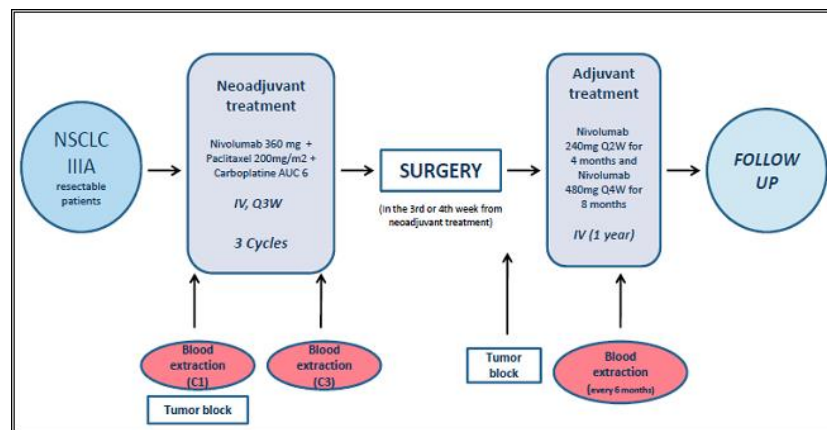 NSCLC
IIIA
resectable
patients
Neoadjuvant
treatment
Nivolumab 360 mg +
Paclitaxel 200mg/m2 +
Carboplatine AUC 6
IV, Q3W
3 Cycles
SURGERY
(In the 3rd or 4th week from
neoadjuvant treatment)
Adjuvant
treatment
Nivolumab
240mg Q2W for
4 months and
Nivolumab
480mg Q4W for
8 months
IV (1 year)
FOLLOW
UP
Blood
extraction
(C1)
Tumor block
Blood
extraction
(C3)
Tumor
block
Blood
extraction
(every 6 months)